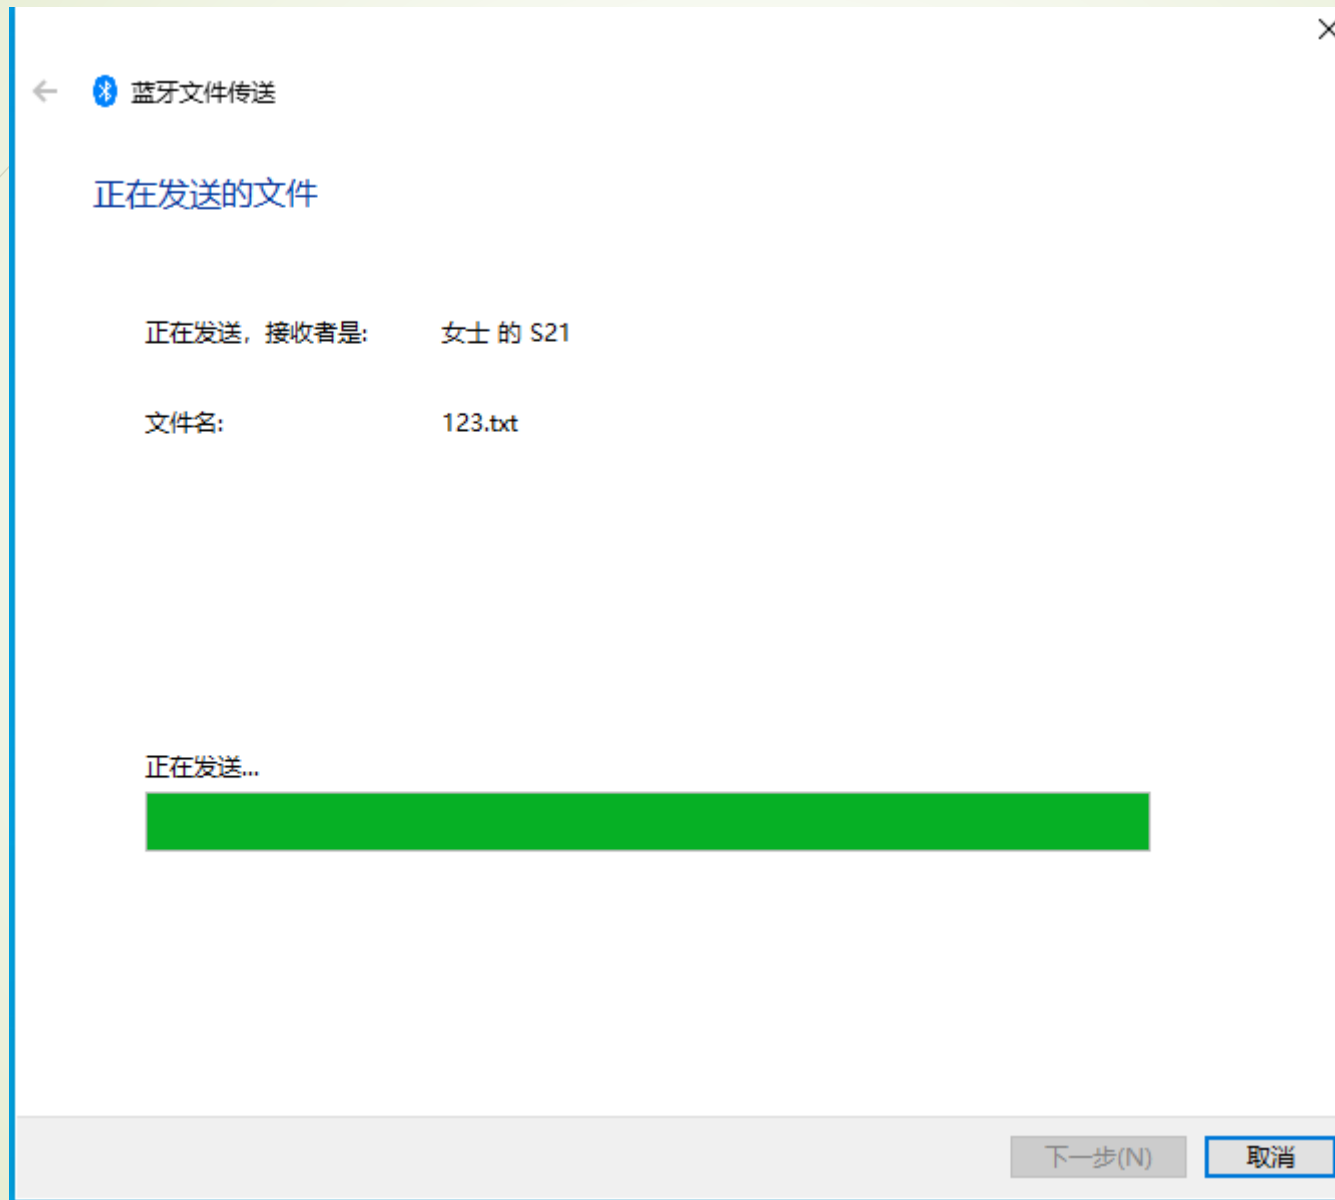 蓝牙文件传送
正在发送的文件
正在发送，接收者是: 女士 的 S21
文件名: 123.txt
正在发送...
下一步(N) 取消